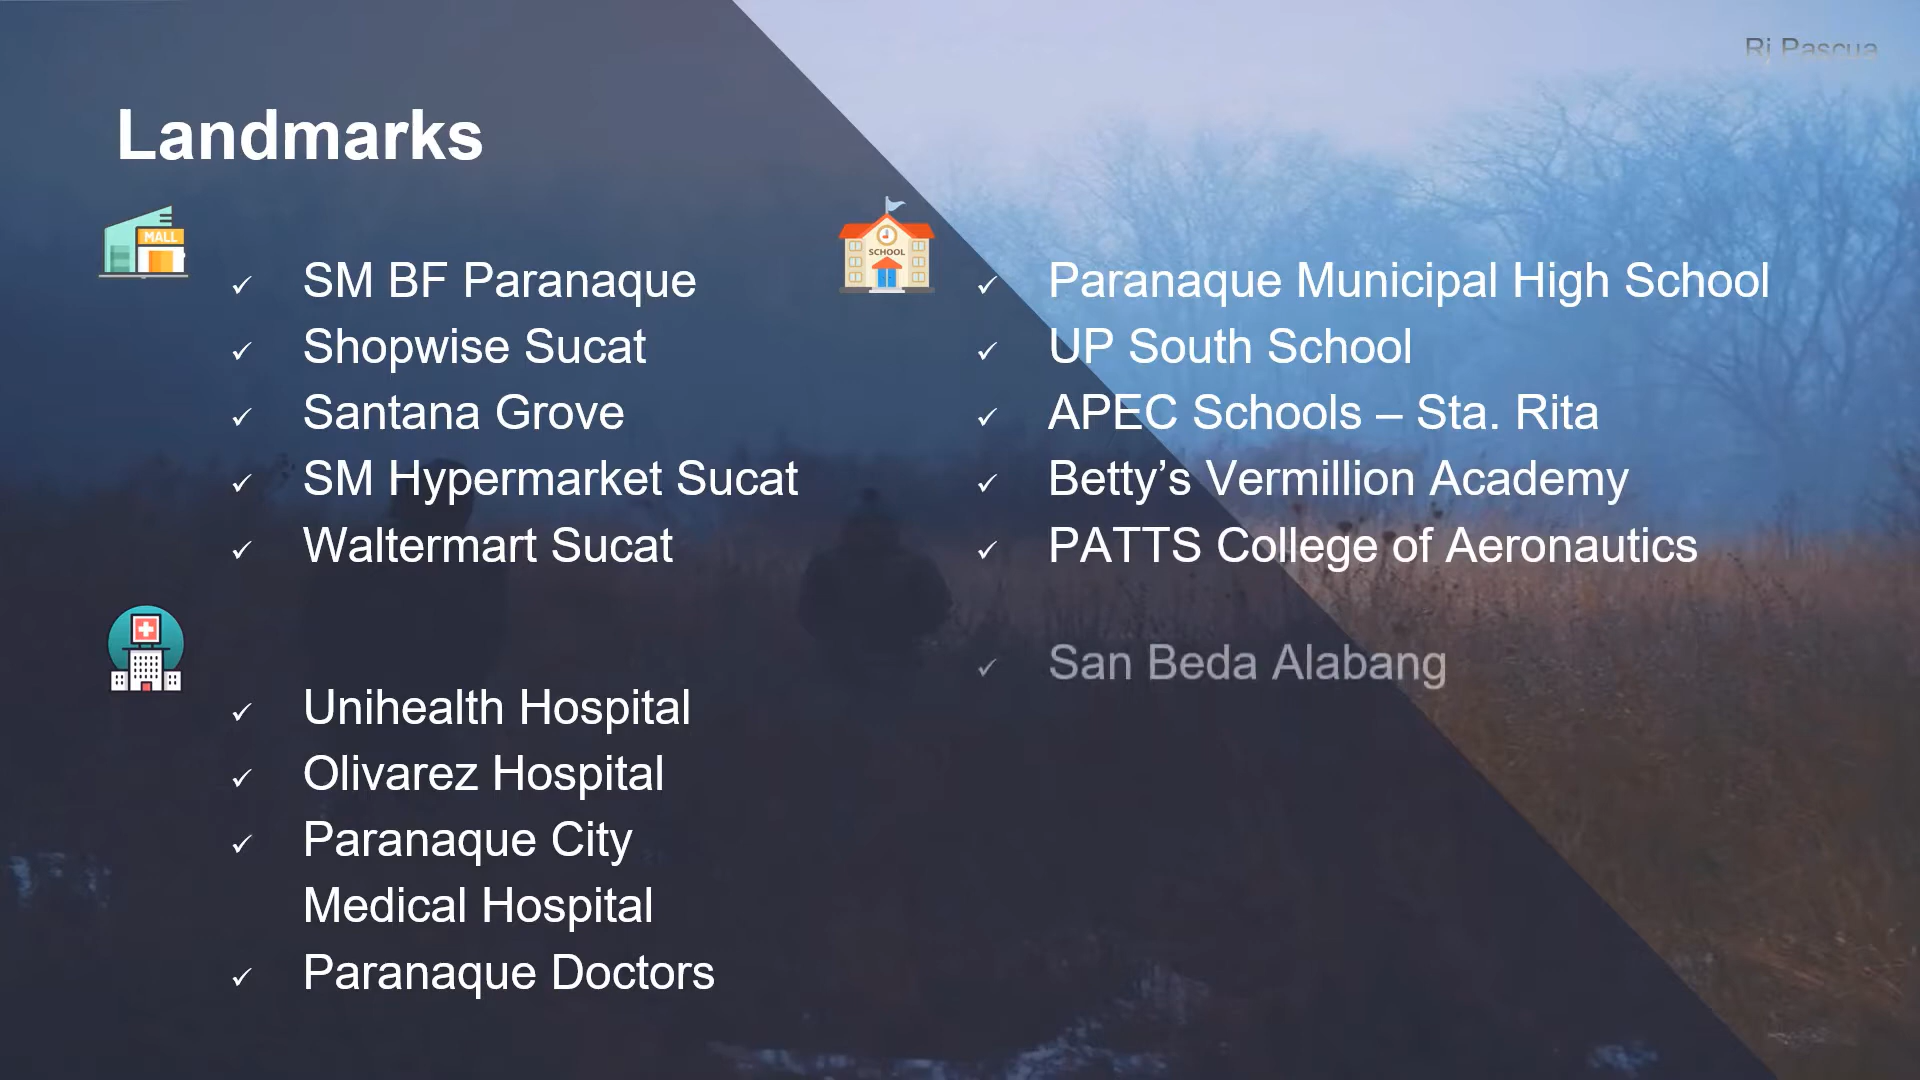 Rj Pascua
Landmarks
MALL
SM BF Paranaque
Shopwise Sucat
Santana Grove
SM Hypermarket Sucat
Waltermart Sucat
Unihealth Hospital
Olivarez Hospital
Paranaque City
Medical Hospital
Paranaque Doctors
SCHOOL
Paranaque Municipal High School
UP South School
APEC Schools – Sta. Rita
Betty’s Vermillion Academy
PATTS College of Aeronautics
San Beda Alabang